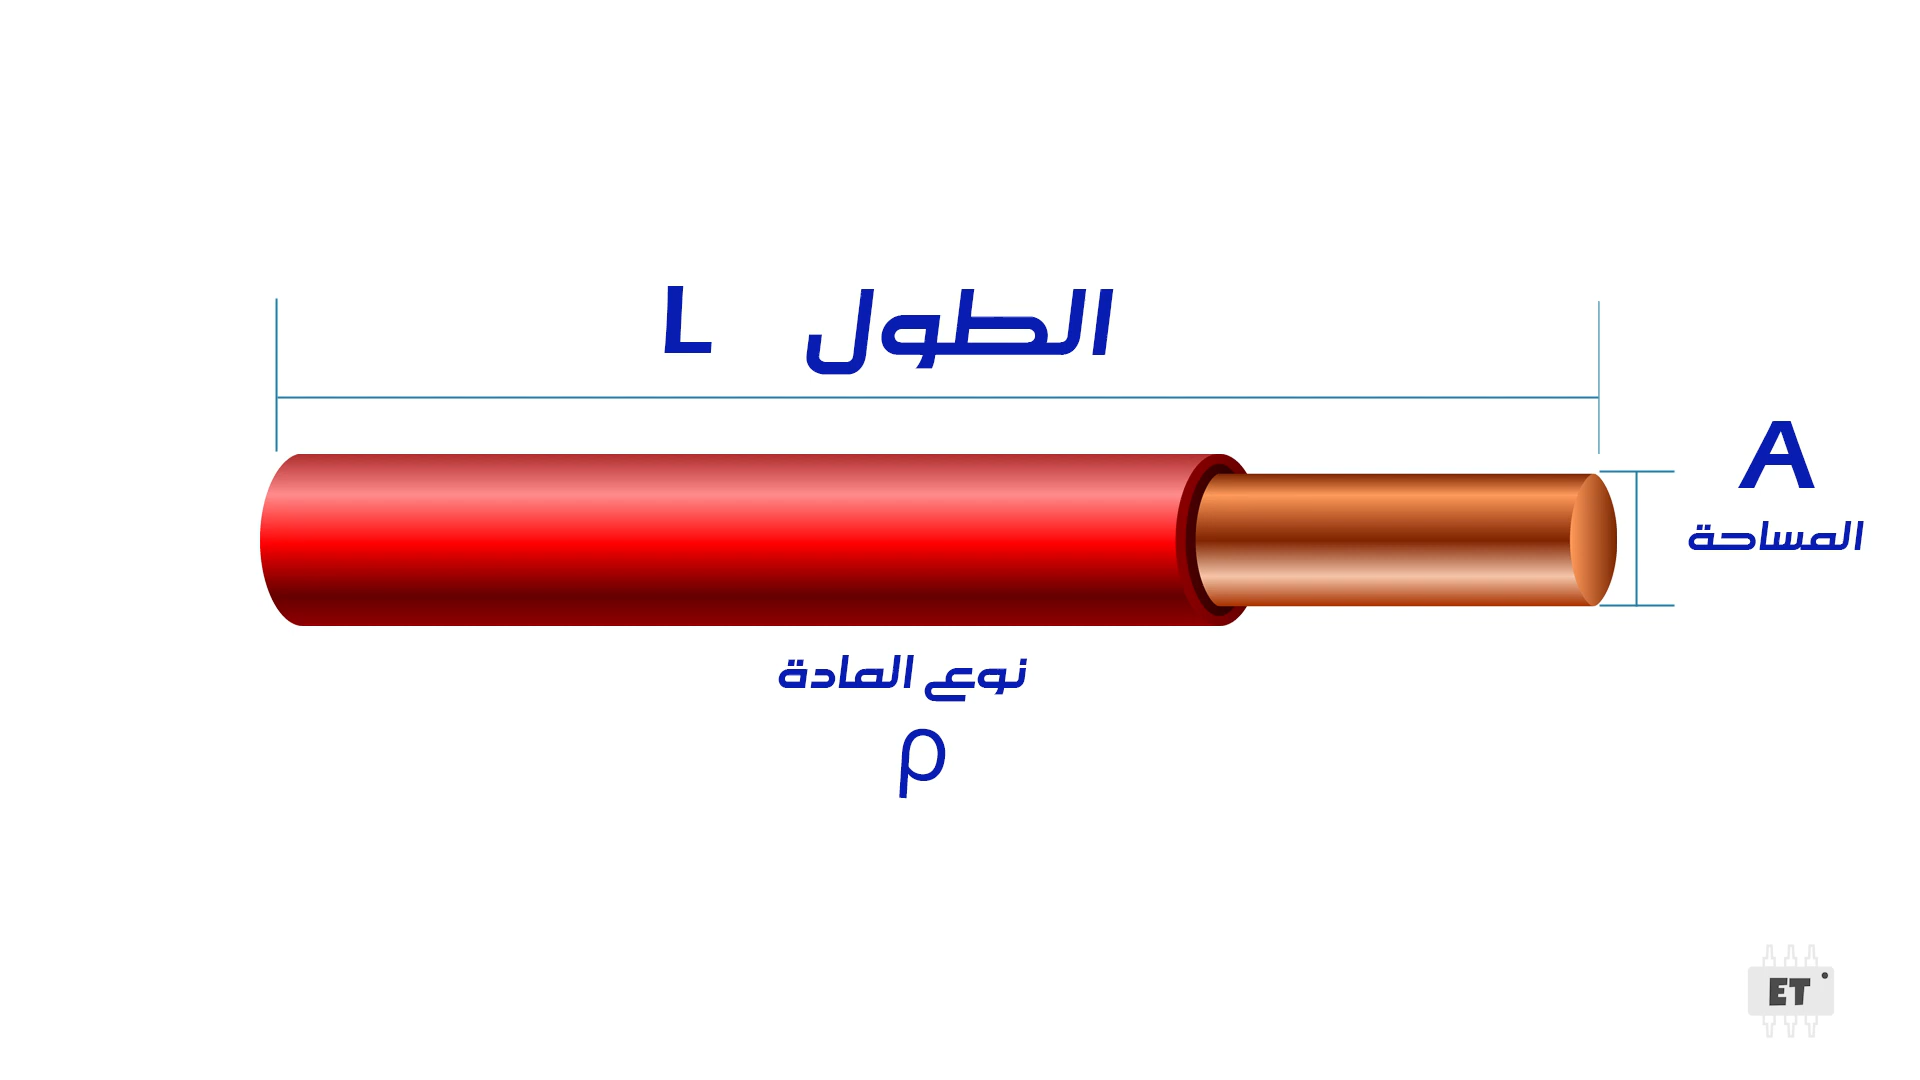 الطول L
A
المساحة
نوع المادة
ρ
ET